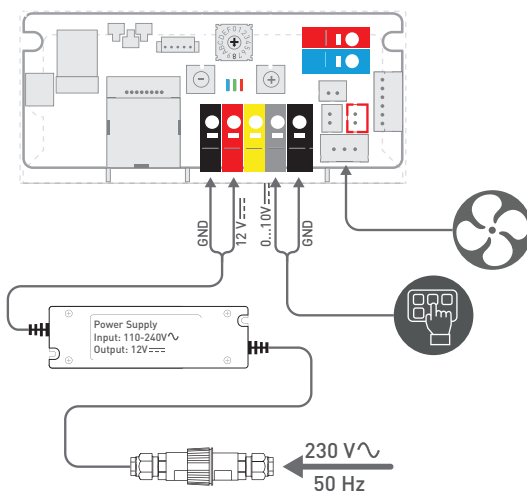 GND
12 V
0...10V
GND
Power Supply
Input: 110-240V
Output: 12V
230 V
50 Hz